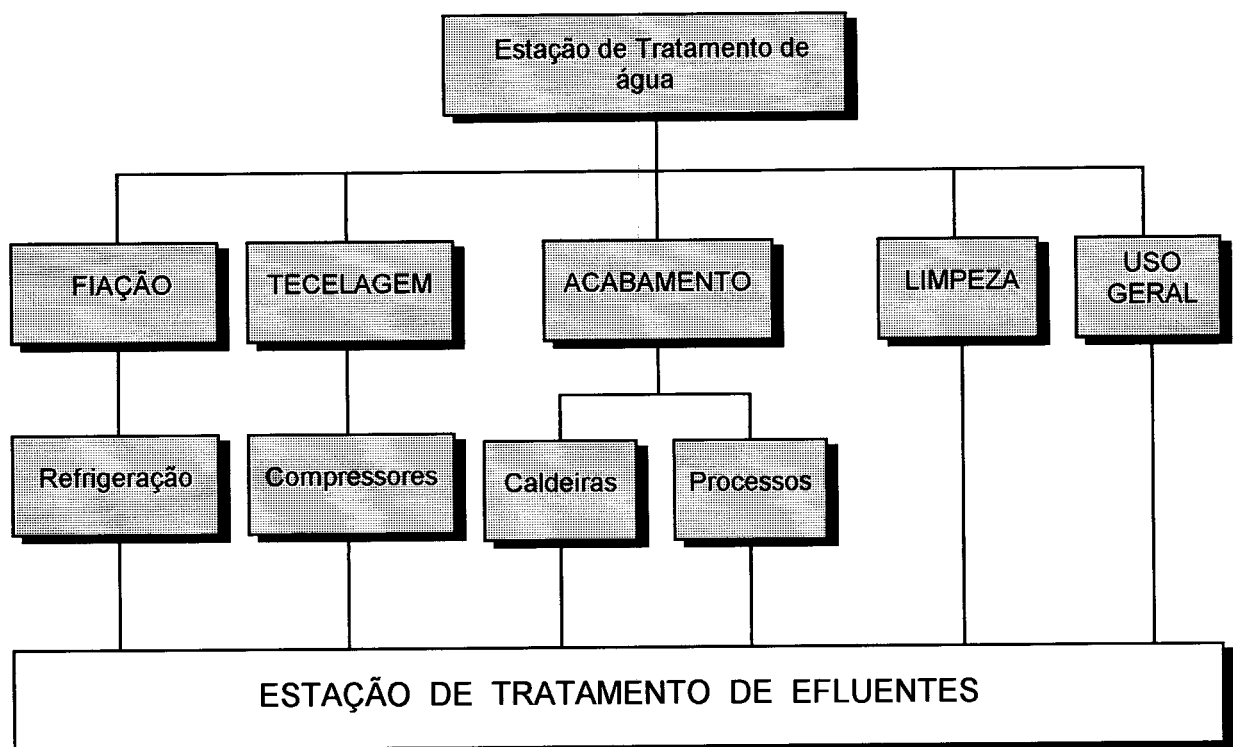 Estação de Tratamento de
água
FIAÇÃO
TECELAGEM
ACABAMENTO
LIMPEZA
USO
GERAL
Refrigeração
Compressores
Caldeiras
Processos
ESTAÇÃO DE TRATAMENTO DE EFLUENTES